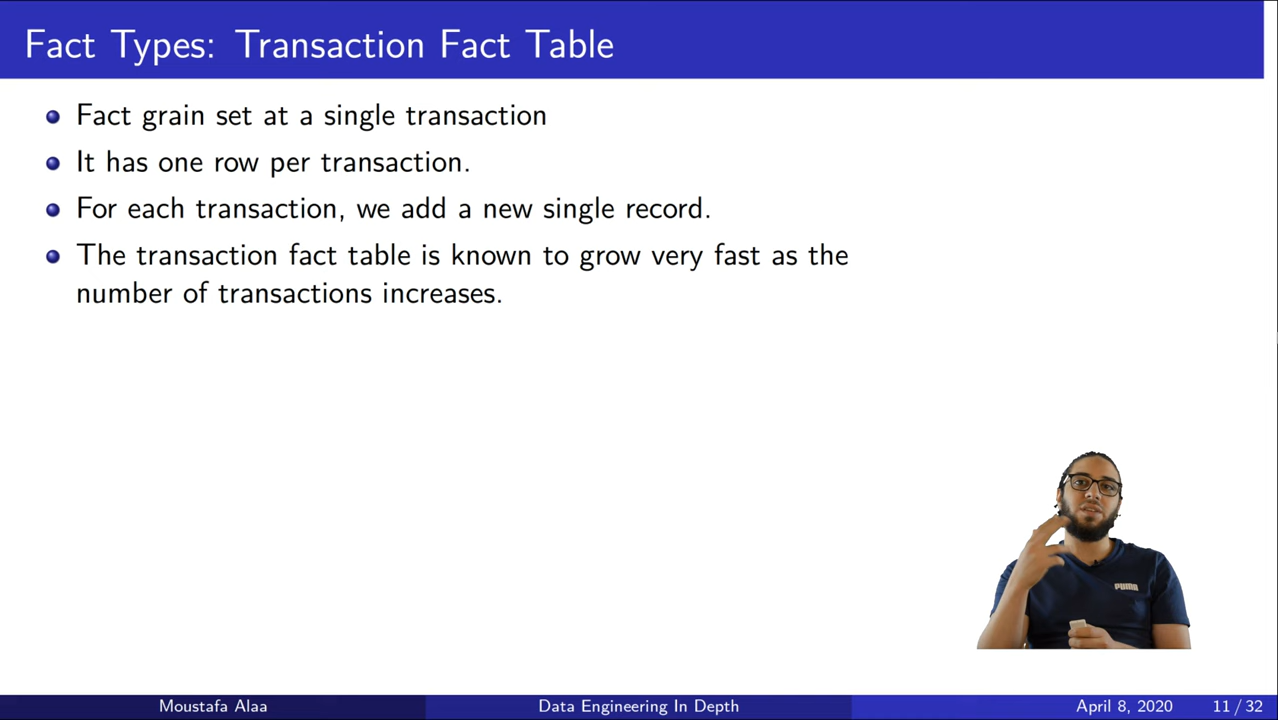 Fact Types: Transaction Fact Table
Fact grain set at a single transaction
It has one row per transaction.
For each transaction, we add a new single record.
The transaction fact table is known to grow very fast as the
number of transactions increases.
PUMA
Moustafa Alaa
Data Engineering In Depth
April 8, 2020
11 / 32